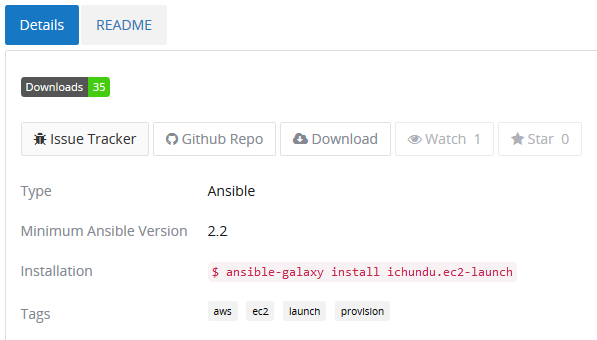 Details README
Downloads 35
Issue Tracker Github Repo Download Watch 1 Star 0
Type Ansible
Minimum Ansible Version 2.2
Installation $ ansible-galaxy install ichundu.ec2-launch
Tags aws ec2 launch provision